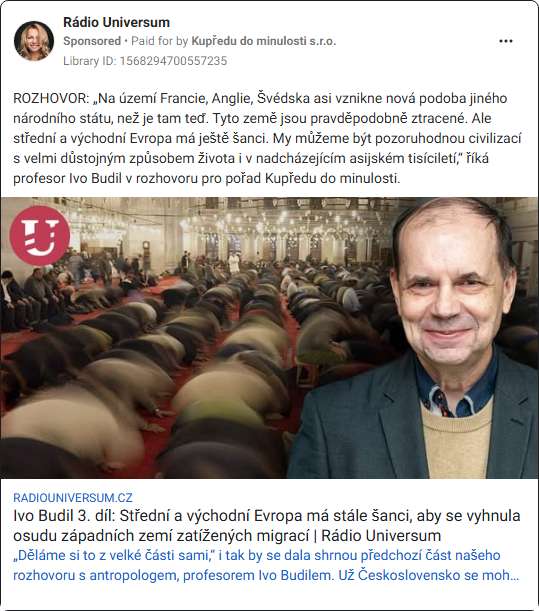 Rádio Universum
Sponsored • Paid for by Kupředu do minulosti s.r.o.
Library ID: 1568294700557235
ROZHOVOR: „Na území Francie, Anglie, Švédska asi vznikne nová podoba jiného
národního státu, než je tam teď. Tyto země jsou pravděpodobně ztracené. Ale
střední a východní Evropa má ještě šanci. My můžeme být pozoruhodnou civilizací
s velmi důstojným způsobem života i v nadcházejícím asijském tisíciletí,“ říká
profesor Ivo Budil v rozhovoru pro pořad Kupředu do minulosti.
U
RADIOUNIVERSUM.CZ
Ivo Budil 3. díl: Střední a východní Evropa má stále šanci, aby se vyhnula
osudu západních zemí zatížených migrací | Rádio Universum
„Děláme si to z velké části sami,“ i tak by se dala shrnou předchozí část našeho
rozhovoru s antropologem, profesorem Ivo Budilem. Už Československo se moh...